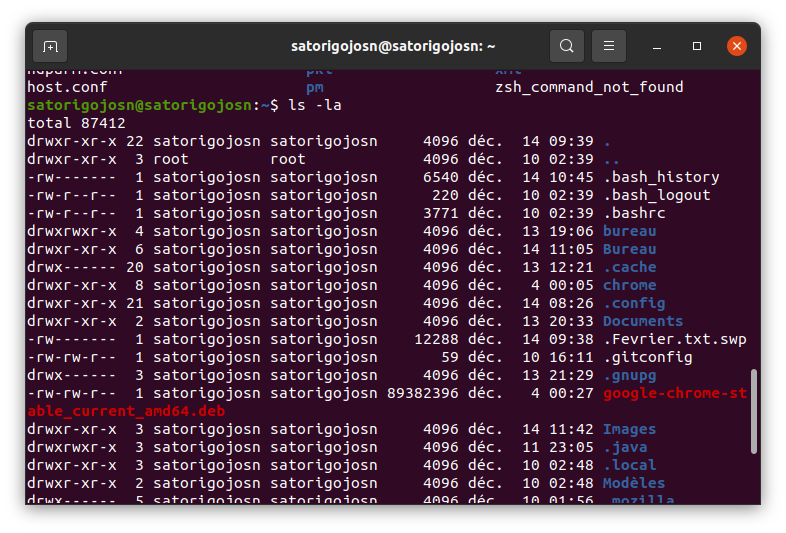 satorigojosn@satorigojosn: ~
hdparm.conf pki xml
host.conf pm zsh_command_not_found
satorigojosn@satorigojosn:~$ ls -la
total 87412
drwxr-xr-x 22 satorigojosn satorigojosn 4096 déc. 14 09:39 .
drwxr-xr-x 3 root root 4096 déc. 10 02:39 ..
-rw------- 1 satorigojosn satorigojosn 6540 déc. 14 10:45 .bash_history
-rw-r--r-- 1 satorigojosn satorigojosn 220 déc. 10 02:39 .bash_logout
-rw-r--r-- 1 satorigojosn satorigojosn 3771 déc. 10 02:39 .bashrc
drwxrwxr-x 4 satorigojosn satorigojosn 4096 déc. 13 19:06 bureau
drwxr-xr-x 6 satorigojosn satorigojosn 4096 déc. 14 11:05 Bureau
drwx------ 20 satorigojosn satorigojosn 4096 déc. 13 12:21 .cache
drwxr-xr-x 8 satorigojosn satorigojosn 4096 déc. 4 00:05 chrome
drwxr-xr-x 21 satorigojosn satorigojosn 4096 déc. 14 08:26 .config
drwxr-xr-x 2 satorigojosn satorigojosn 4096 déc. 13 20:33 Documents
-rw------- 1 satorigojosn satorigojosn 12288 déc. 14 09:38 .Fevrier.txt.swp
-rw-rw-r-- 1 satorigojosn satorigojosn 59 déc. 10 16:11 .gitconfig
drwx------ 3 satorigojosn satorigojosn 4096 déc. 13 21:29 .gnupg
-rw-rw-r-- 1 satorigojosn satorigojosn 89382396 déc. 4 00:27 google-chrome-st
able_current_amd64.deb
drwxr-xr-x 3 satorigojosn satorigojosn 4096 déc. 14 11:42 Images
drwxrwxr-x 3 satorigojosn satorigojosn 4096 déc. 11 23:05 .java
drwxr-xr-x 3 satorigojosn satorigojosn 4096 déc. 10 02:48 .local
drwxr-xr-x 2 satorigojosn satorigojosn 4096 déc. 10 02:48 Modèles
drwx------ 5 satorigojosn satorigojosn 4096 déc. 10 01:56 .mozilla